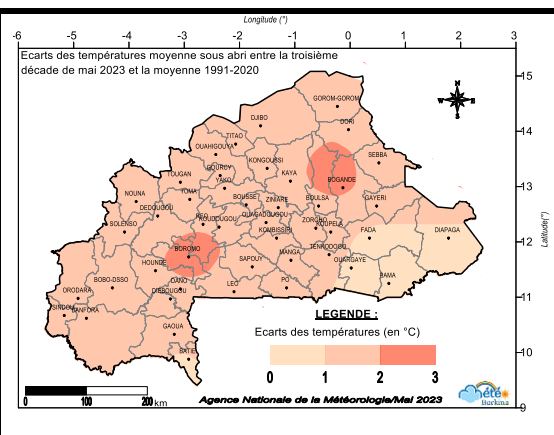 Longitude (°)
-6 -5 -4 -3 -2 -1 0 1 2 3
Ecarts des températures moyenne sous abri entre la troisième
décade de mai 2023 et la moyenne 1991-2020
15
N
W E
S
GOROM-GOROM
DJIBO
DORI
14
TITAO
OUAHIGOUYA
SEBBA
KONGOUSSI
GOURCY
TOUGAN
KAYA
YAKO
BOGANDE
13
NOUNA
TOMA
BOUSSE
ZINIARE
BOULSA
GAYERI
DEDOUGOU
REO
KOUDOUGOU
OUAGADOUGOU
ZORGHO
SOLENSO
KOMBISSIRI
KOUPELA
FADA
DIAPAGA
Latitude(°)
12
BOROMO
TENKODOGO
MANGA
HOUNDE
SAPOUY
OUARGAYE
BOBO-DSSO
DANO
LEO
PO
PAMA
ORODARA
DIEBOUGOU
11
SINDOU
BANFORA
LEGENDE :
GAOUA
Ecarts des températures (en °C)
BATIE
10
0 1 2 3
0 100 200
km
Agence Nationale de la Météorologie/Mai 2023
météo
Burkina
9